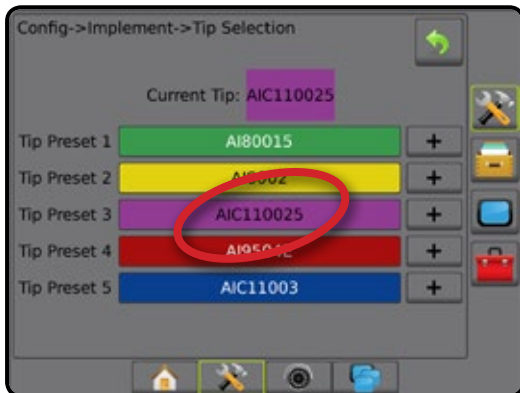 Config->Implement->Tip Selection
Current Tip: AIC110025
Tip Preset 1 AI80015 +
Tip Preset 2 +
Tip Preset 3 AIC110025 +
Tip Preset 4 +
Tip Preset 5 AIC11003 +